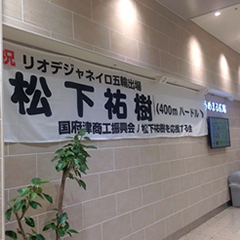 祝 リオデジャネイロ五輪出場
松下祐樹(400mハードル)
国府津商工振興会/松下祐樹を応援する会